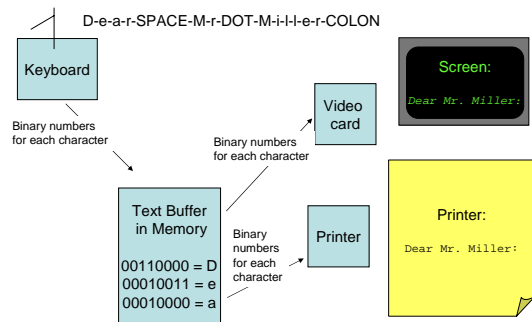 D-e-a-r-SPACE-M-r-DOT-M-i-l-l-e-r-COLON
Keyboard
Binary numbers
for each character
Text Buffer
in Memory
00110000 = D
00010011 = e
00010000 = a
Binary numbers
for each character
Video
card
Binary
numbers
for each
character
Printer
Screen:
Dear Mr. Miller:
Printer:
Dear Mr. Miller: